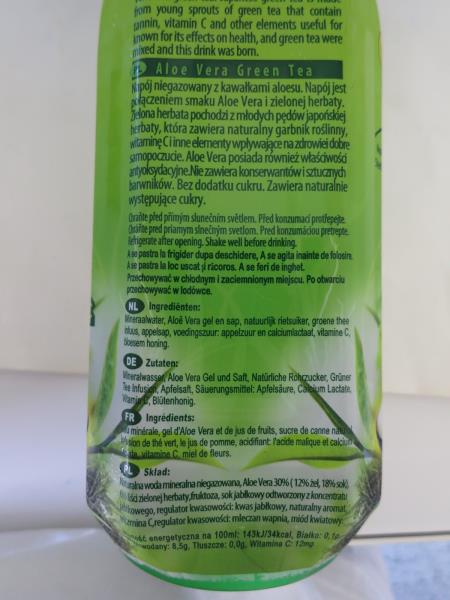 from young sprouts of green tea that contain
tannin, vitamin C and other elements useful for
known for its effects on health, and green tea were
mixed and this drink was born.
PL Aloe Vera Green Tea
Napój niegazowany z kawałkami aloesu. Napój jest
połączeniem smaku Aloe Vera i zielonej herbaty.
Zielona herbata pochodzi z młodych pędów japońskiej
herbaty, która zawiera naturalny garbnik roślinny,
witaminę C i inne elementy wpływające na zdrowie i dobre
samopoczucie. Aloe Vera posiada również właściwości
antyoksydacyjne. Nie zawiera konserwantów i sztucznych
barwników. Bez dodatku cukru. Zawiera naturalnie
występujące cukry.
Chraňte před přímým slunečním světlem. Před konzumací protřepejte.
Chráňte pred priamym slnečným svetlom. Pred konzumáciou pretrepte.
Refrigerate after opening. Shake well before drinking.
A se pastra la frigider dupa deschidere, A se agita inainte de folosire.
A se pastra la loc uscat și ricoros. A se feri de inghet.
Przechowywać w chłodnym i zaciemnionym miejscu. Po otwarciu
przechowywać w lodówce.
NL Ingrediënten:
Mineraalwater, Aloë Vera gel en sap, natuurlijk rietsuiker, groene thee
infuus, appelsap, voedingszuur: appelzuur en calciumlactaat, vitamine C,
bloesem honing.
DE Zutaten:
Mineralwasser, Aloe Vera Gel und Saft, Natürliche Rohrzucker, Grüner
Tee Infusion, Apfelsaft, Säuerungsmittel: Apfelsäure, Calcium Lactate,
Vitamin C, Blütenhonig.
FR Ingrédients:
Eau minérale, gel d'Aloe Vera et de jus de fruits, sucre de canne naturel
infusion de thé vert, le jus de pomme, acidifiant: l'acide malique et calcium
lactate, vitamine C, miel de fleurs.
PL Skład:
Naturalna woda mineralna niegazowana, Aloe Vera 30% ( 12% żel, 18% sok),
liści zielonej herbaty, fruktoza, sok jabłkowy odtworzony z koncentratu
jabłkowego, regulator kwasowości: kwas jabłkowy, naturalny aromat,
witamina C, regulator kwasowości: mleczan wapnia, miód kwiatowy.
energetyczna na 100ml: 143kJ/34kcal, Białko: 0,1g
8,5g, Tłuszcze: 0,0g, Witamina C: 12mg.